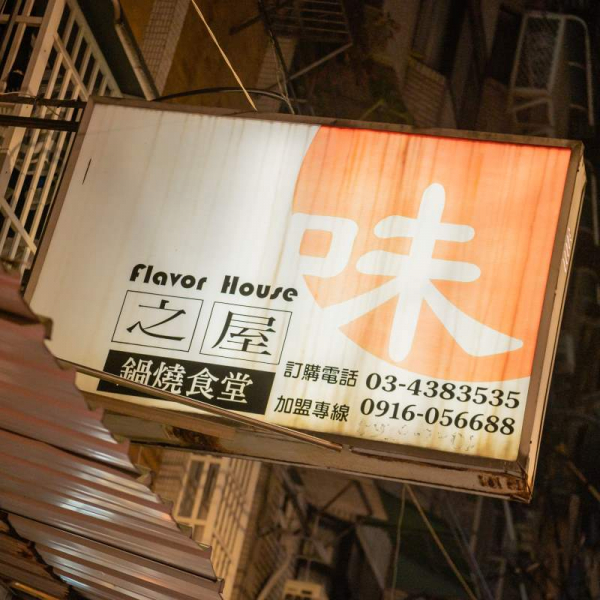 味
Flavor House
之屋
鍋燒食堂
訂購電話 03-4383535
加盟專線 0916-056688